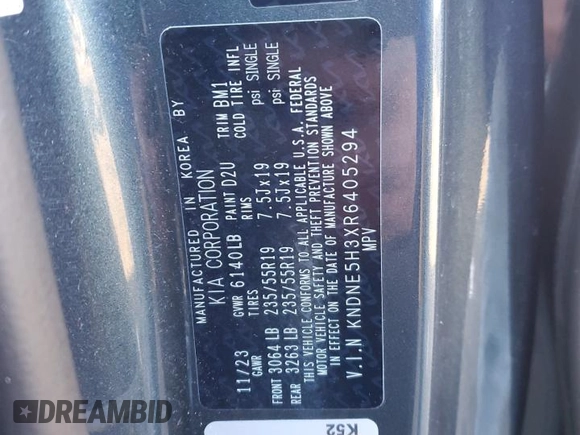 MANUFACTURED IN KOREA BY
KIA CORPORATION
11/23 GVWR 6140LB PAINT D2U TRIM BM1
GAWR TIRES RIMS COLD TIRE INFL
FRONT 3064 LB 235/55R19 7.5Jx19 psi SINGLE
REAR 3263 LB 235/55R19 7.5Jx19 psi SINGLE
THIS VEHICLE CONFORMS TO ALL APPLICABLE U.S.A. FEDERAL
MOTOR VEHICLE SAFETY AND THEFT PREVENTION STANDARDS
IN EFFECT ON THE DATE OF MANUFACTURE SHOWN ABOVE
V.I.N KNDNE5H3XR6405294
MPV
K52
DREAMBID